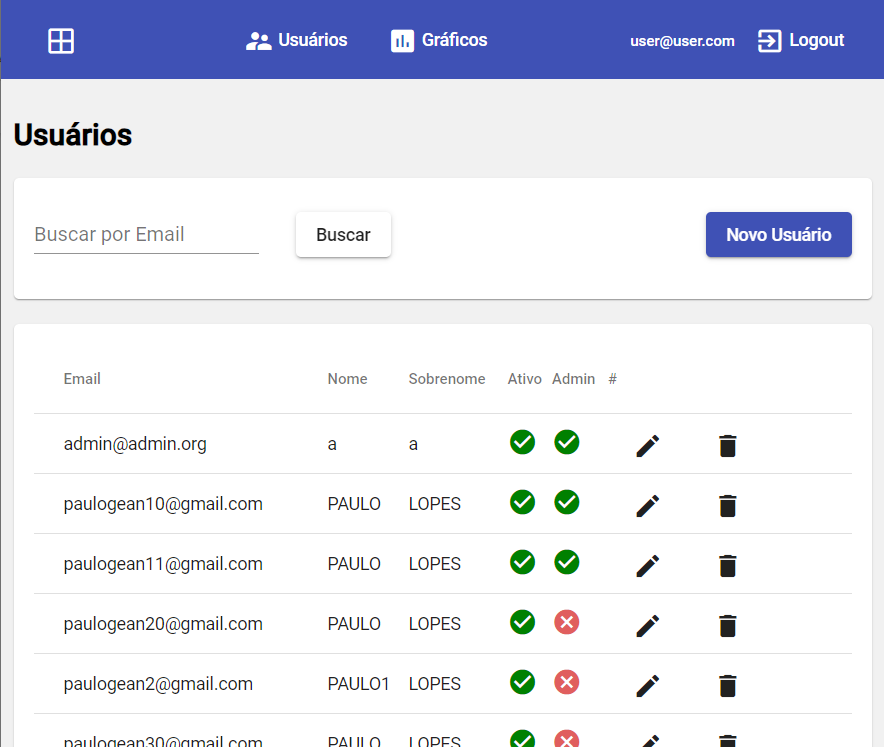 Usuários Gráficos user@user.com Logout
Usuários
Buscar por Email Buscar Novo Usuário
Email Nome Sobrenome Ativo Admin #
admin@admin.org a a
paulogean10@gmail.com PAULO LOPES
paulogean11@gmail.com PAULO LOPES
paulogean20@gmail.com PAULO LOPES
paulogean2@gmail.com PAULO1 LOPES
paulogean30@gmail.com PAULO LOPES